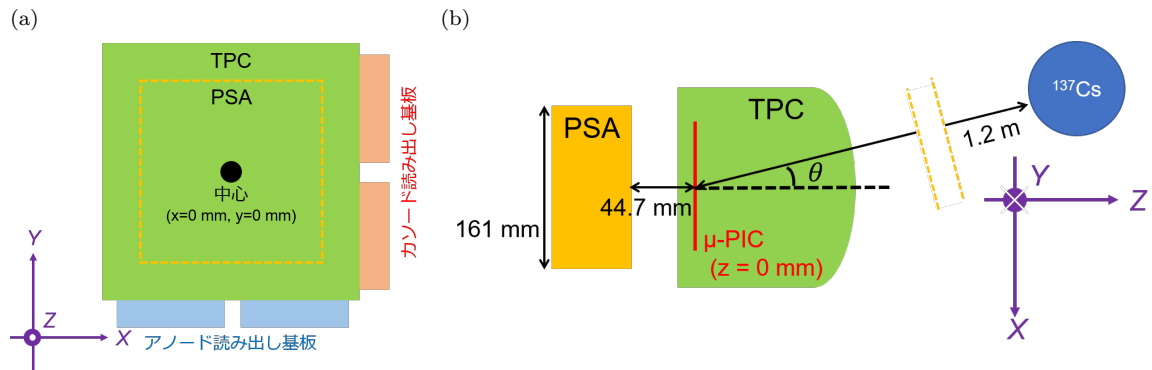 (a)
TPC
PSA
中心
(x=0 mm, y=0 mm)
カソード読み出し基板
Y
Z
X
アノード読み出し基板
(b)
PSA
TPC
¹³⁷Cs
1.2 m
θ
44.7 mm
161 mm
μ-PIC
(z = 0 mm)
Y
Z
X